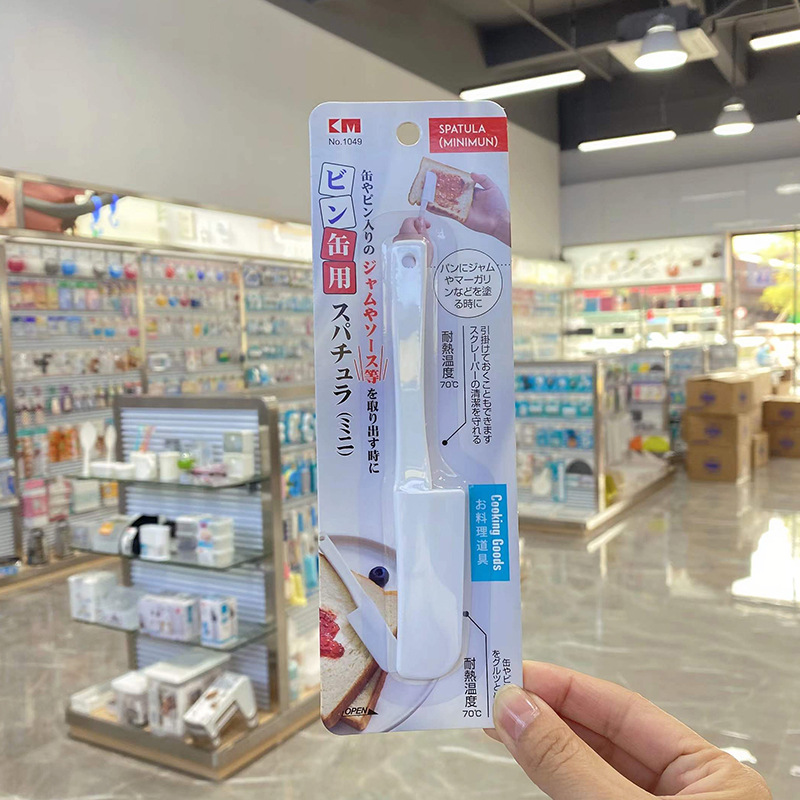 KM
No.1049
SPATULA
(MINIMUN)
缶やビン入りの
ジャムやソース等
を取り出す時に
ビン缶用
スパチュラ(ミニ)
パンにジャム
やマーガリ
ンなどを塗
る時に
引掛けておくこともできます
スクレーパーの清潔を守れる
耐熱温度
70℃
Cooking Goods
お料理道具
缶やビ
をグルッと
耐熱温度
70℃
OPEN